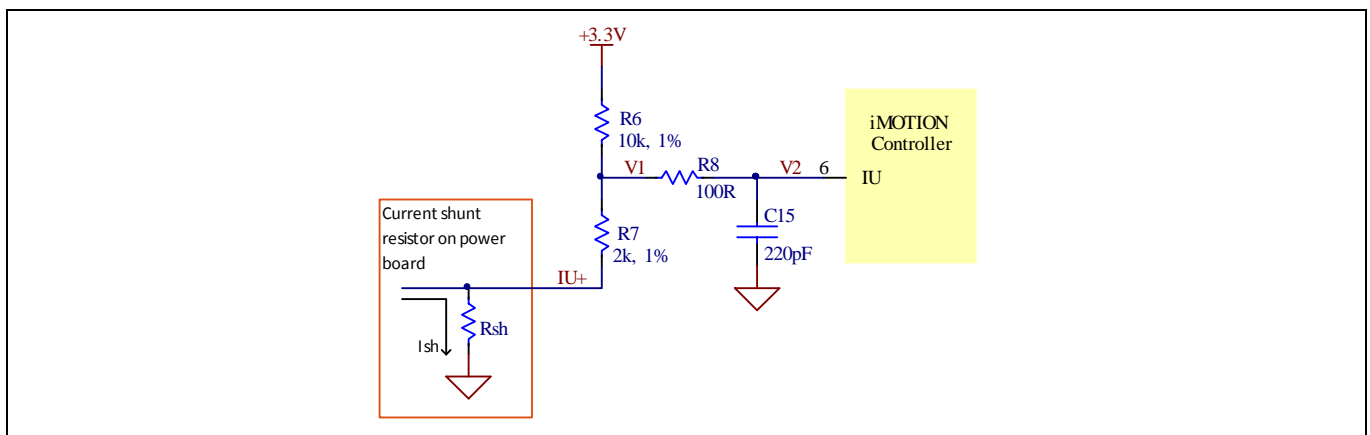 +3.3V
R6
10k, 1%
iMOTION
Controller
V1
R8
100R
V2
6
IU
C15
220pF
R7
2k, 1%
Current shunt
resistor on power
board
IU+
Rsh
Ish